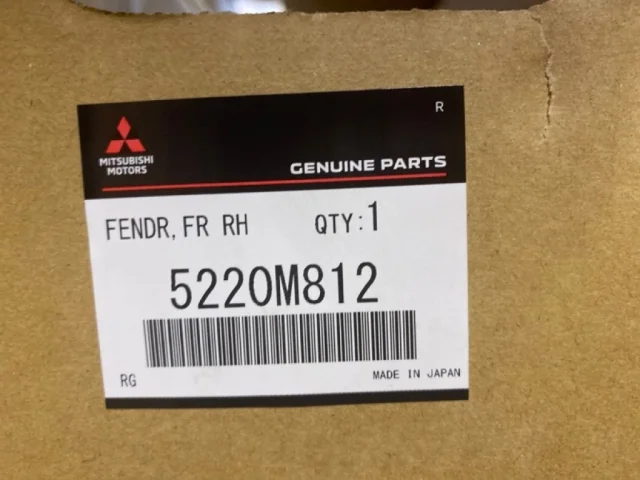 R
MITSUBISHI
MOTORS
GENUINE PARTS
FENDR, FR RH QTY:1
5220M812
RG MADE IN JAPAN